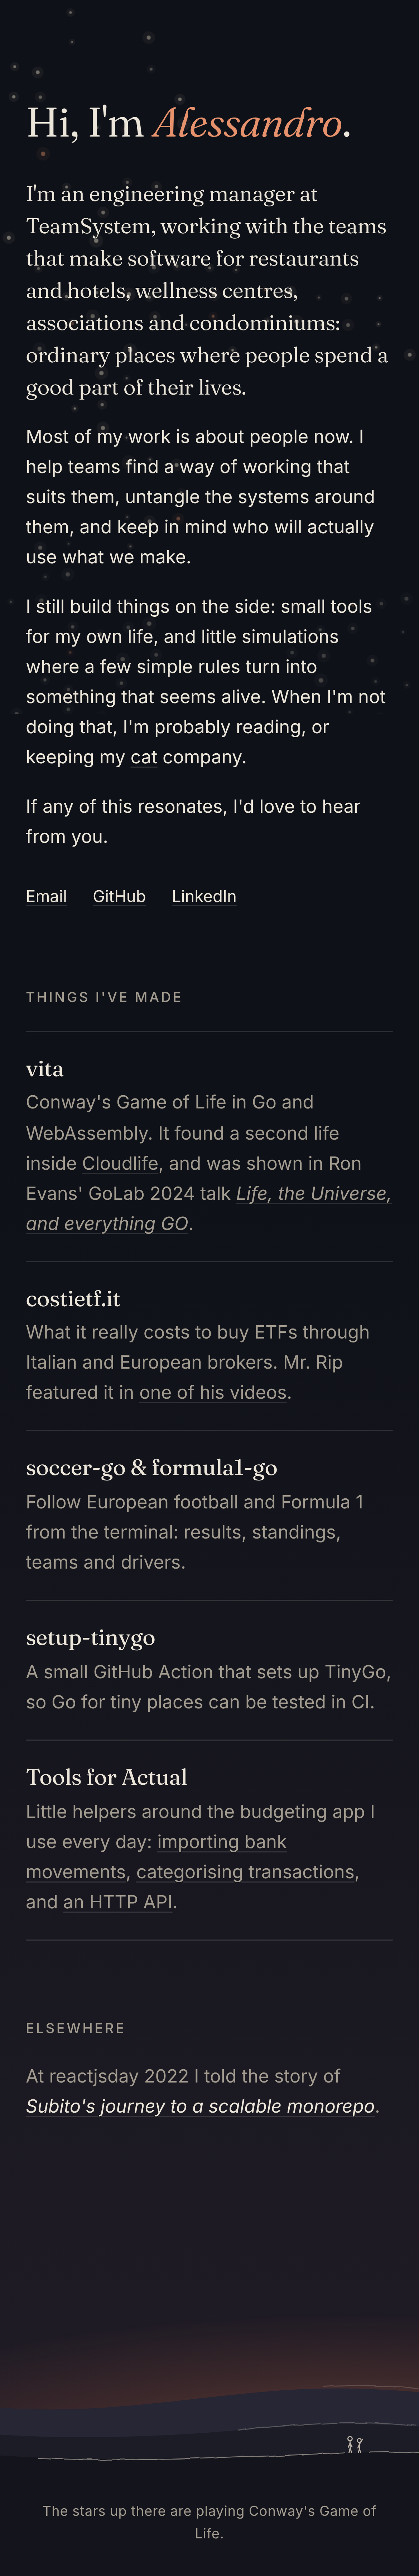 Hi, I'm Alessandro.
I'm an engineering manager at
TeamSystem, working with the teams
that make software for restaurants
and hotels, wellness centres,
associations and condominiums:
ordinary places where people spend a
good part of their lives.
Most of my work is about people now. I
help teams find a way of working that
suits them, untangle the systems around
them, and keep in mind who will actually
use what we make.
I still build things on the side: small tools
for my own life, and little simulations
where a few simple rules turn into
something that seems alive. When I'm not
doing that, I'm probably reading, or
keeping my cat company.
If any of this resonates, I'd love to hear
from you.
Email GitHub LinkedIn
THINGS I'VE MADE
vita
Conway's Game of Life in Go and
WebAssembly. It found a second life
inside Cloudlife, and was shown in Ron
Evans' GoLab 2024 talk Life, the Universe,
and everything GO.
costietf.it
What it really costs to buy ETFs through
Italian and European brokers. Mr. Rip
featured it in one of his videos.
soccer-go & formula1-go
Follow European football and Formula 1
from the terminal: results, standings,
teams and drivers.
setup-tinygo
A small GitHub Action that sets up TinyGo,
so Go for tiny places can be tested in CI.
Tools for Actual
Little helpers around the budgeting app I
use every day: importing bank
movements, categorising transactions,
and an HTTP API.
ELSEWHERE
At reactjsday 2022 I told the story of
Subito's journey to a scalable monorepo.
The stars up there are playing Conway's Game of
Life.